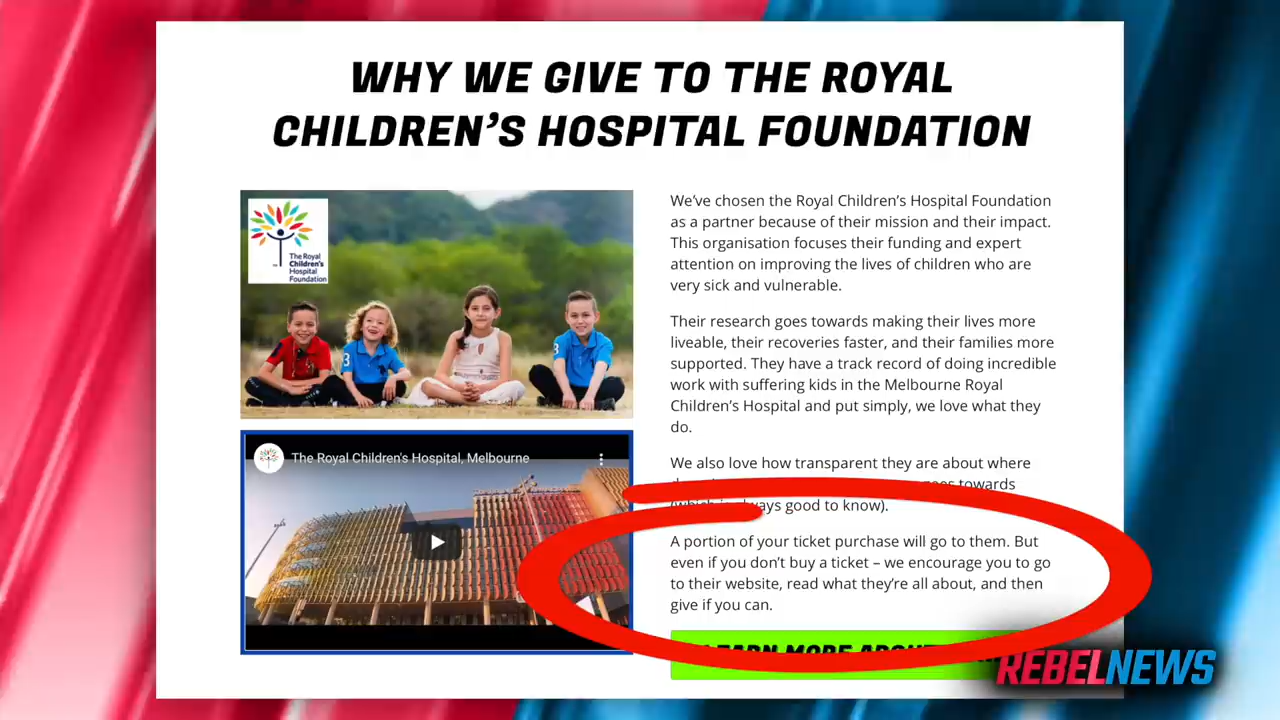 WHY WE GIVE TO THE ROYAL
CHILDREN'S HOSPITAL FOUNDATION
The Royal
Children's
Hospital
Foundation
3
3
The Royal Children's Hospital, Melbourne
We've chosen the Royal Children's Hospital Foundation
as a partner because of their mission and their impact.
This organisation focuses their funding and expert
attention on improving the lives of children who are
very sick and vulnerable.
Their research goes towards making their lives more
liveable, their recoveries faster, and their families more
supported. They have a track record of doing incredible
work with suffering kids in the Melbourne Royal
Children's Hospital and put simply, we love what they
do.
We also love how transparent they are about where
towards
always good to know).
A portion of your ticket purchase will go to them. But
even if you don't buy a ticket – we encourage you to go
to their website, read what they're all about, and then
give if you can.
LEARN MORE ABOUT
REBELNEWS